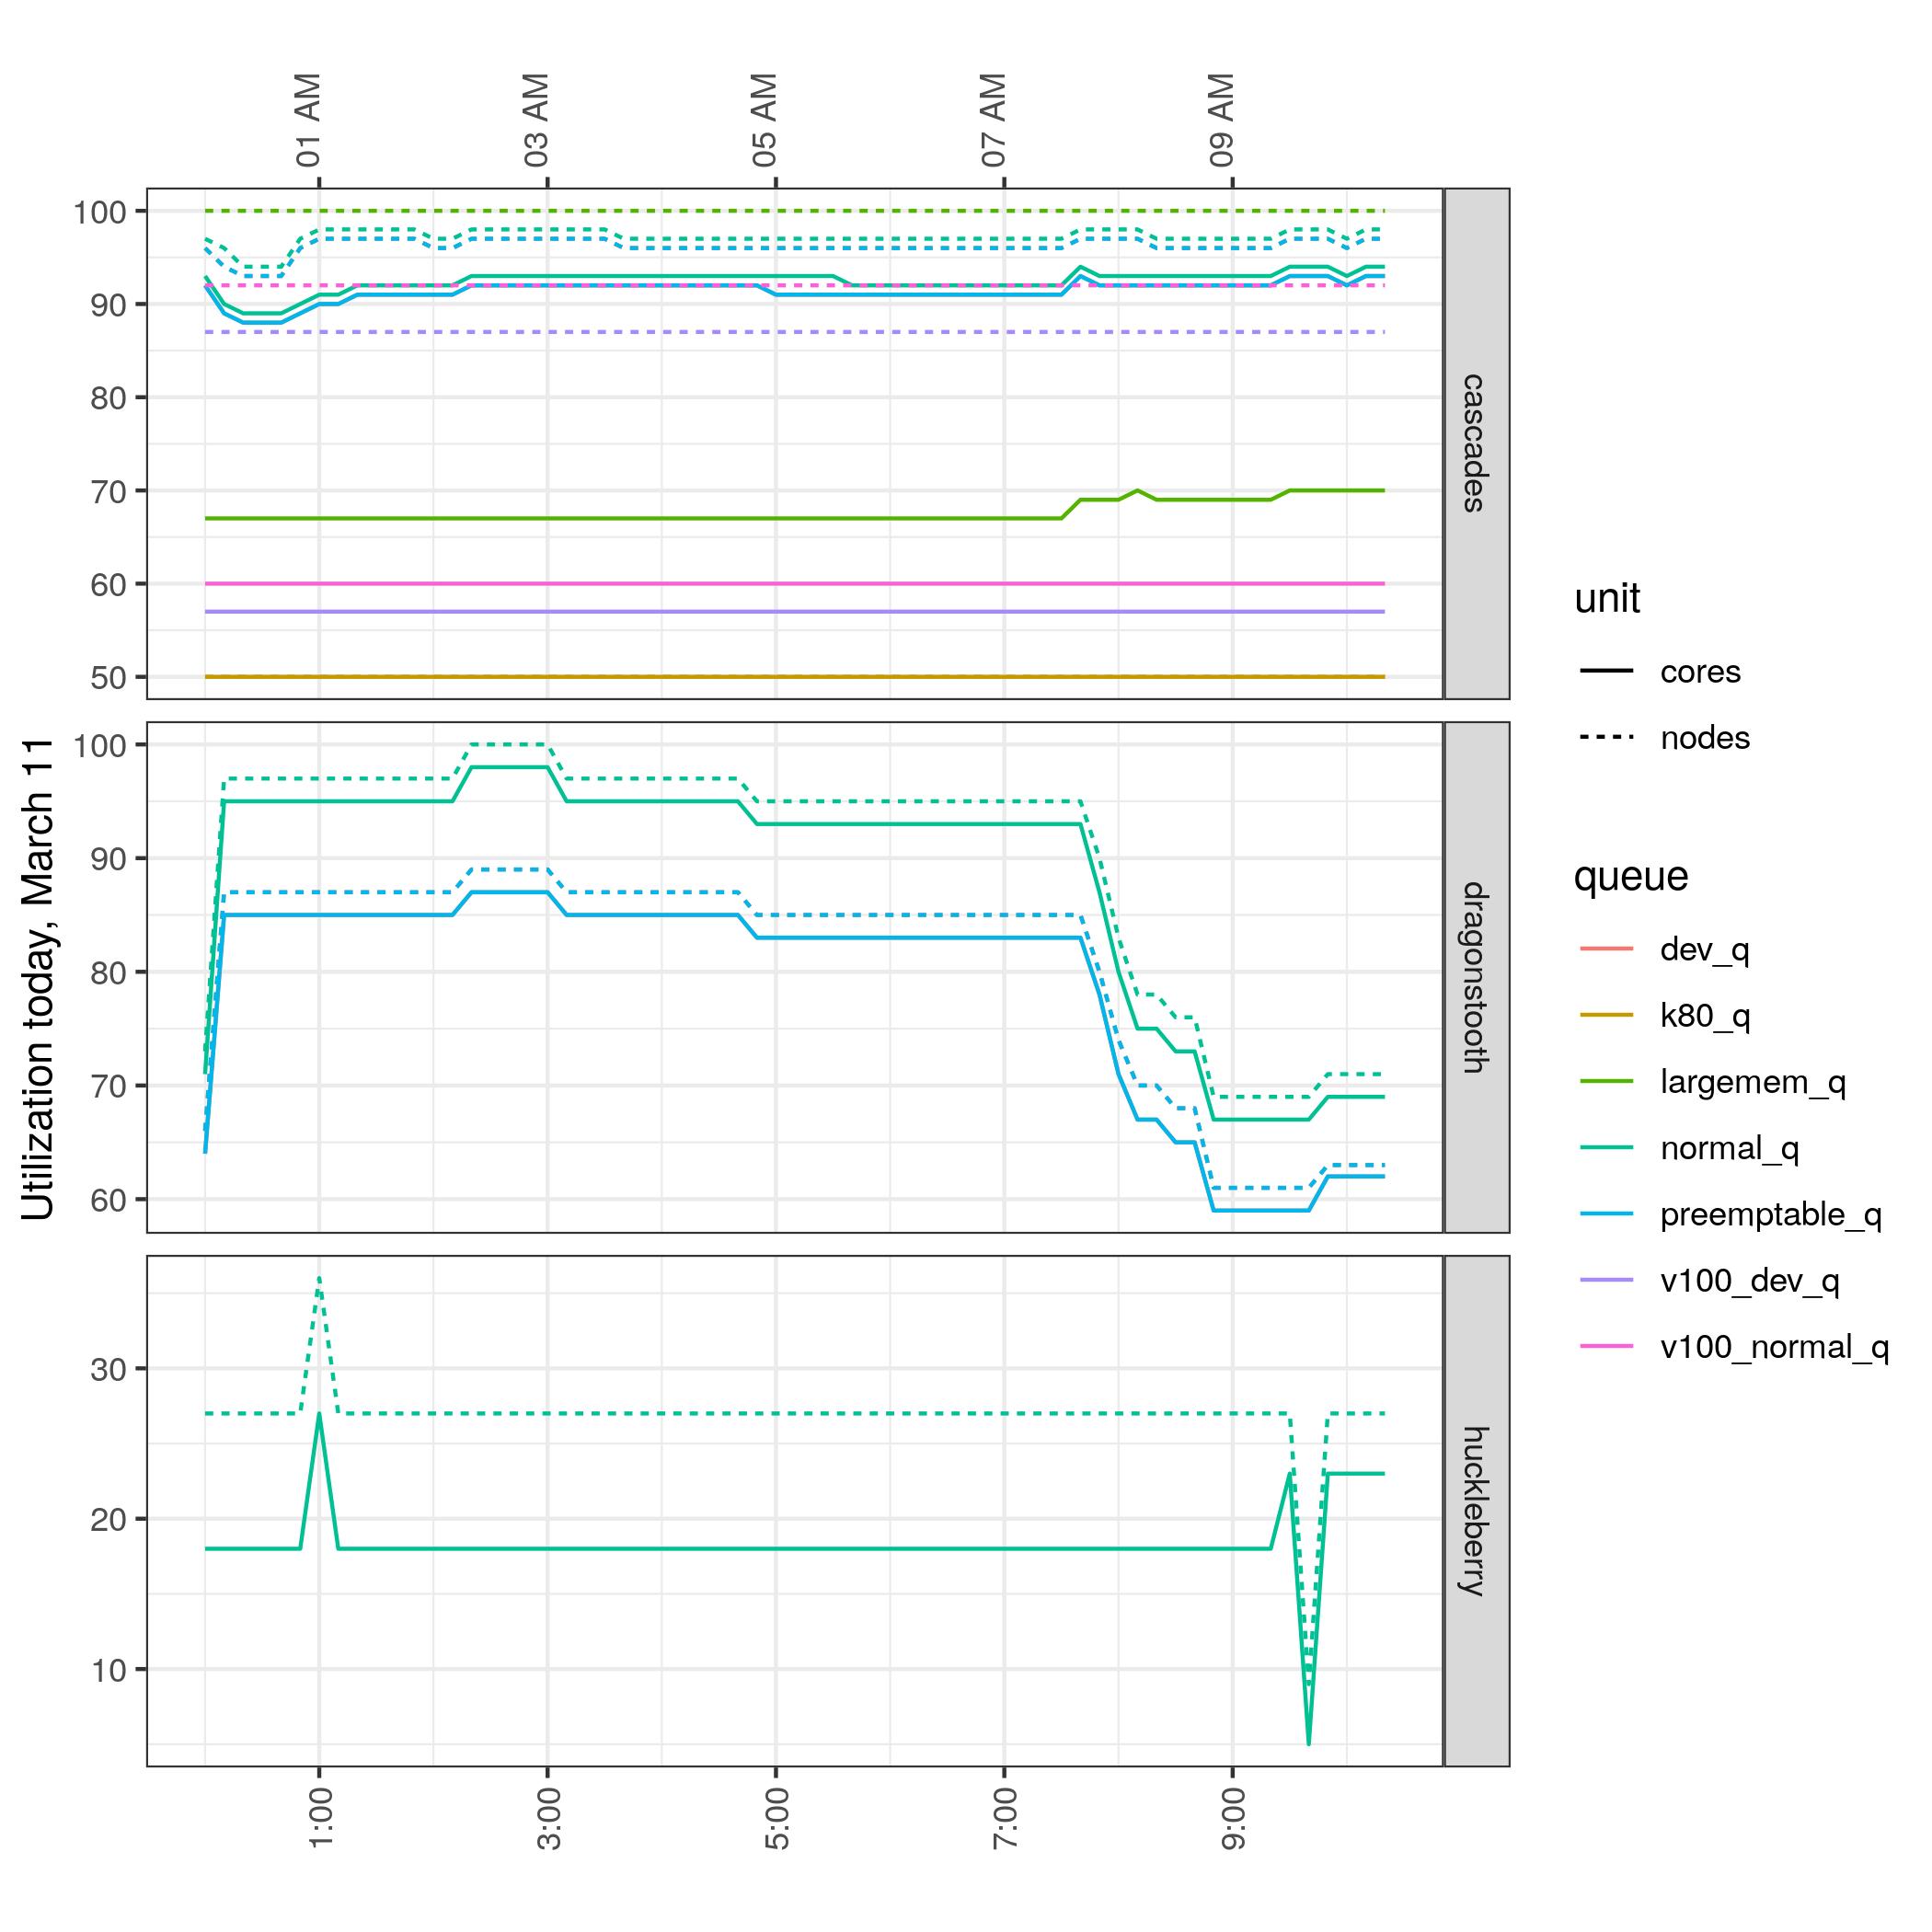 01 AM
03 AM
05 AM
07 AM
09 AM
Utilization today, March 11
100
90
80
70
60
50
cascades
100
90
80
70
60
dragonstooth
30
20
10
huckleberry
1:00
3:00
5:00
7:00
9:00
unit
cores
nodes
queue
dev_q
k80_q
largemem_q
normal_q
preemptable_q
v100_dev_q
v100_normal_q